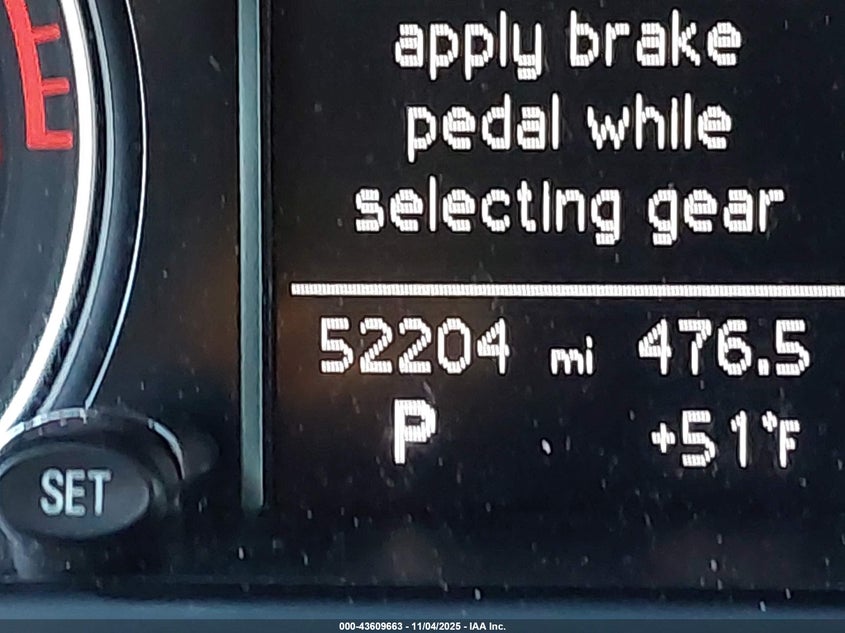 apply brake
pedal while
selecting gear
52204 mi 476.5
P +51°F
SET
000-43609663 - 11/04/2025 - IAA Inc.